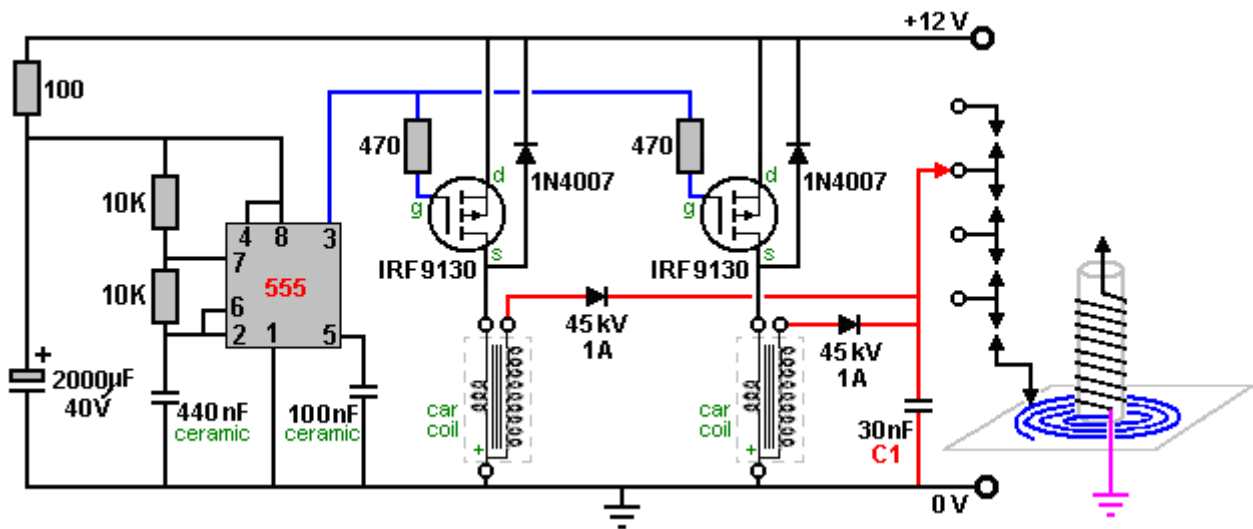 +12 V
100
470
470
d
d
1N4007
1N4007
10K
g
g
4 8 3
s
s
7
IRF9130
IRF9130
10K
555
6
2 1 5
45 kV
1A
45 kV
1A
+
2000µF
40V
440 nF
ceramic
100nF
ceramic
car
coil
+
car
coil
+
30nF
C1
0 V